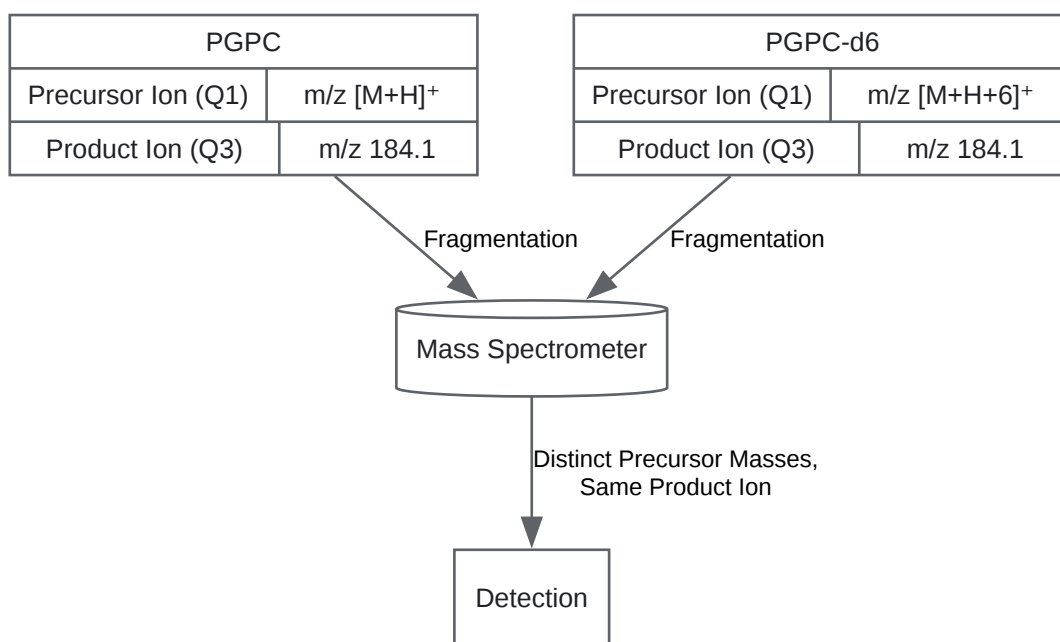 PGPC
Precursor Ion (Q1) m/z [M+H]⁺
Product Ion (Q3) m/z 184.1
PGPC-d6
Precursor Ion (Q1) m/z [M+H+6]⁺
Product Ion (Q3) m/z 184.1
Fragmentation
Fragmentation
Mass Spectrometer
Distinct Precursor Masses,
Same Product Ion
Detection